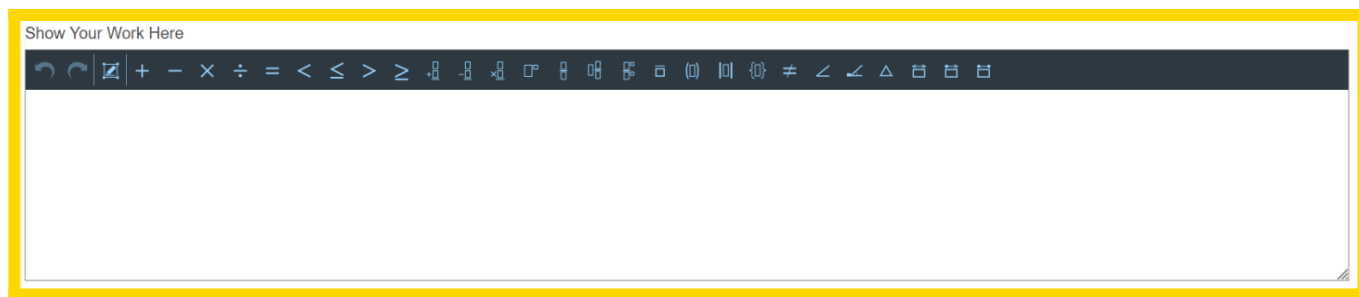 Show Your Work Here
+ − × ÷ = < ≤ > ≥ ≠ ∠ △